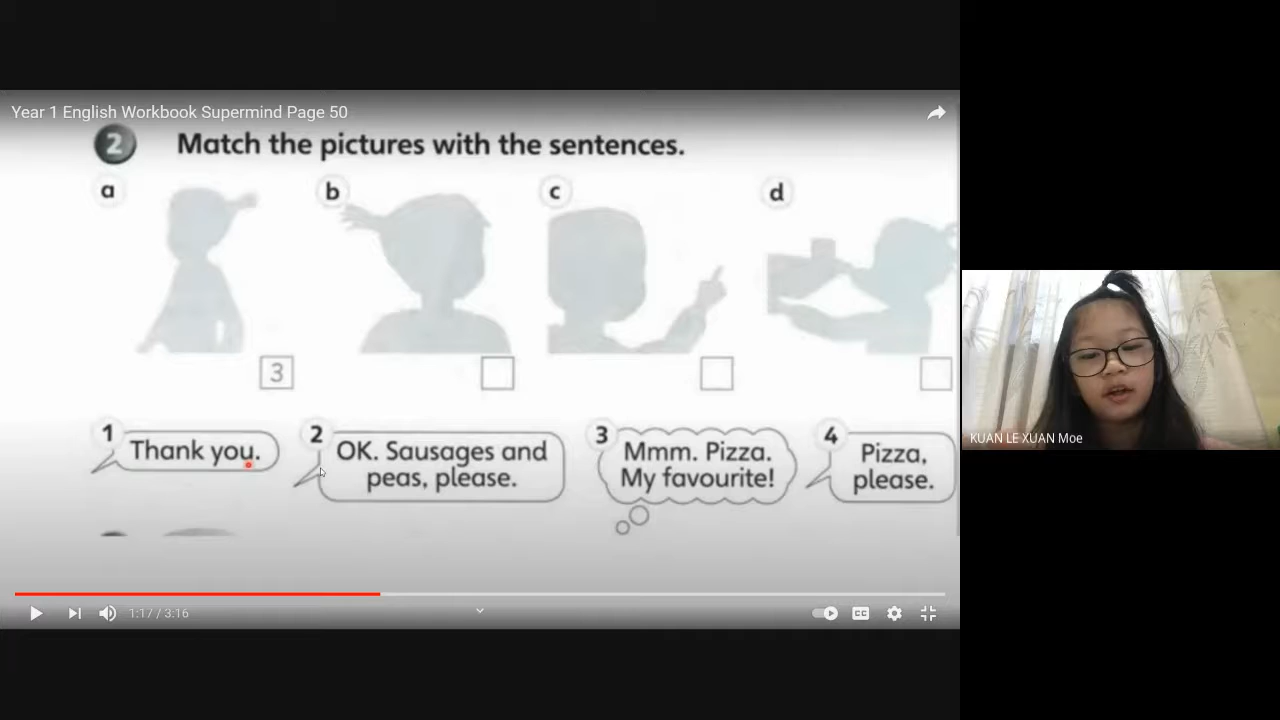 Year 1 English Workbook Supermind Page 50
2 Match the pictures with the sentences.
a b c d
3
1 Thank you.
2 OK. Sausages and
peas, please.
3 Mmm. Pizza.
My favourite!
4 Pizza,
please.
KUAN LE XUAN Moe
1:17 / 3:16
CC